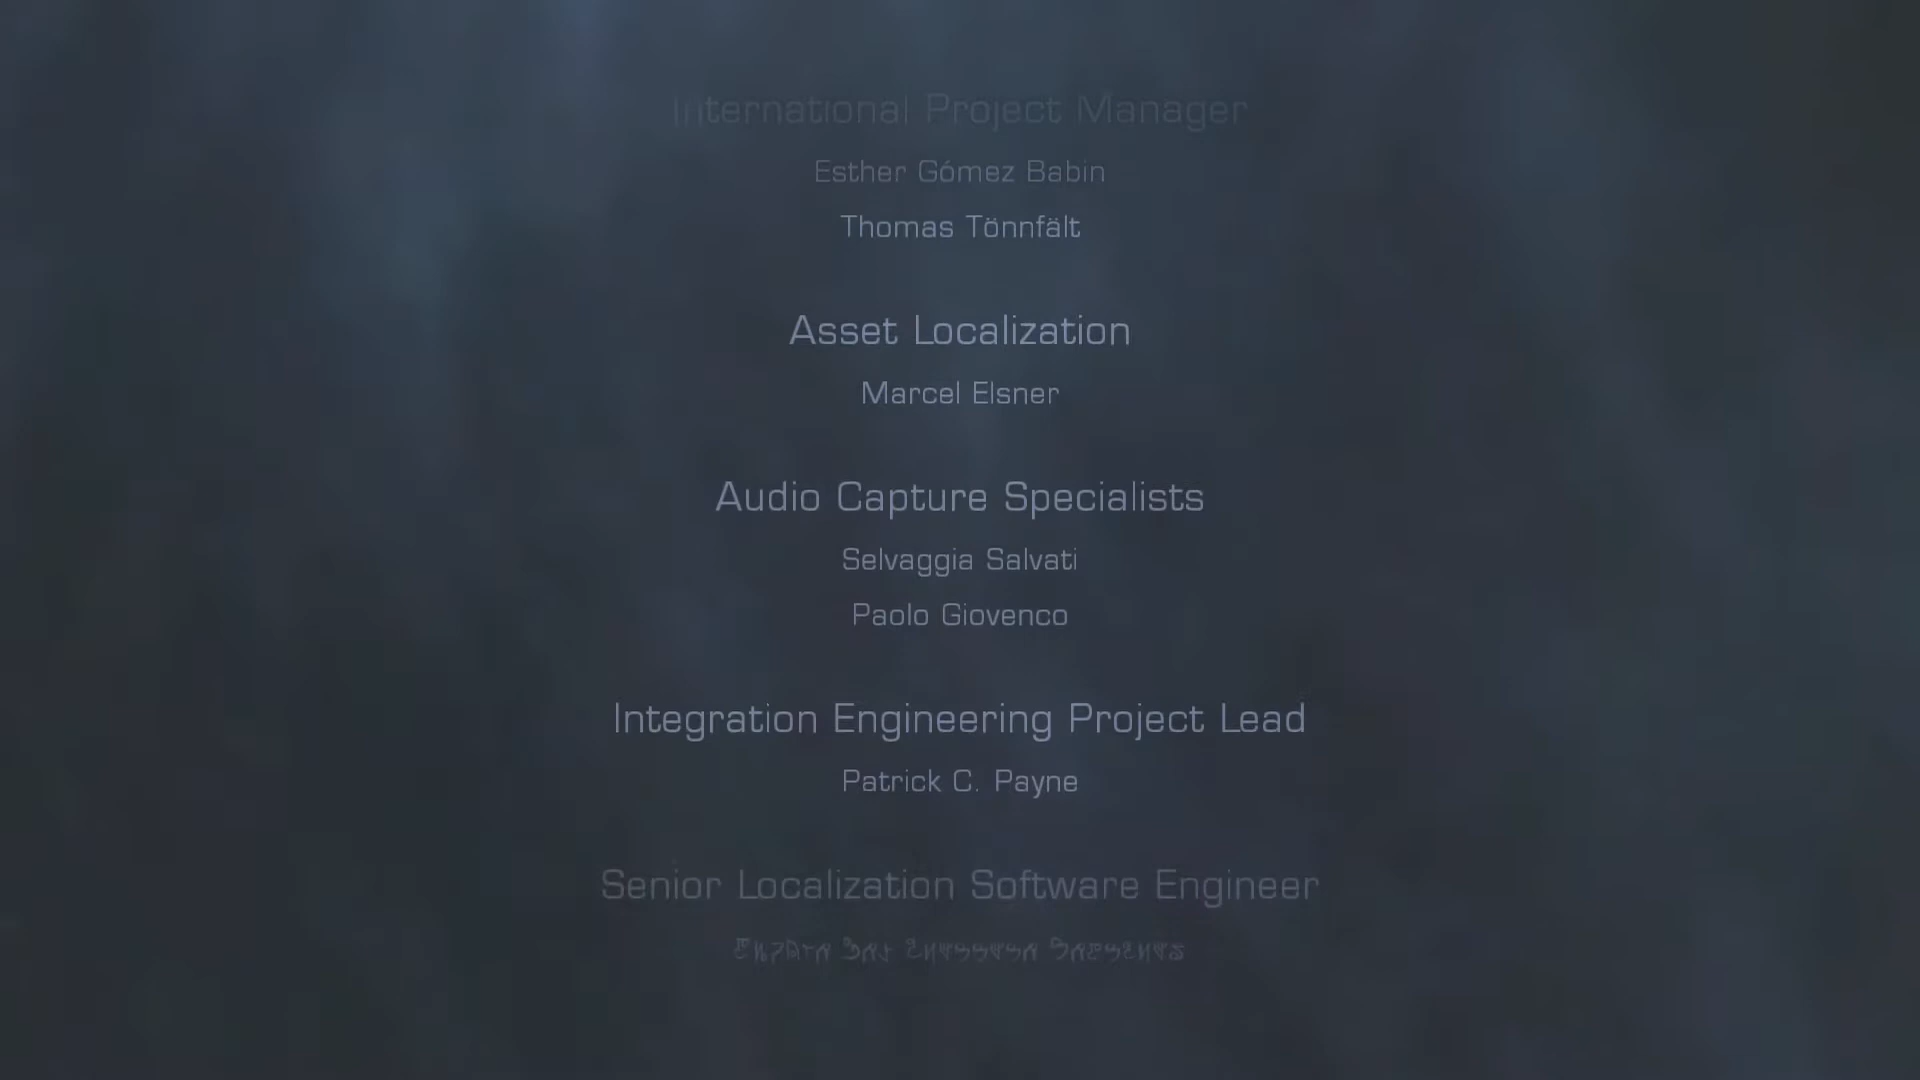 International Project Manager
Esther Gómez Babin
Thomas Tönnfält
Asset Localization
Marcel Elsner
Audio Capture Specialists
Selvaggia Salvati
Paolo Giovenco
Integration Engineering Project Lead
Patrick C. Payne
Senior Localization Software Engineer